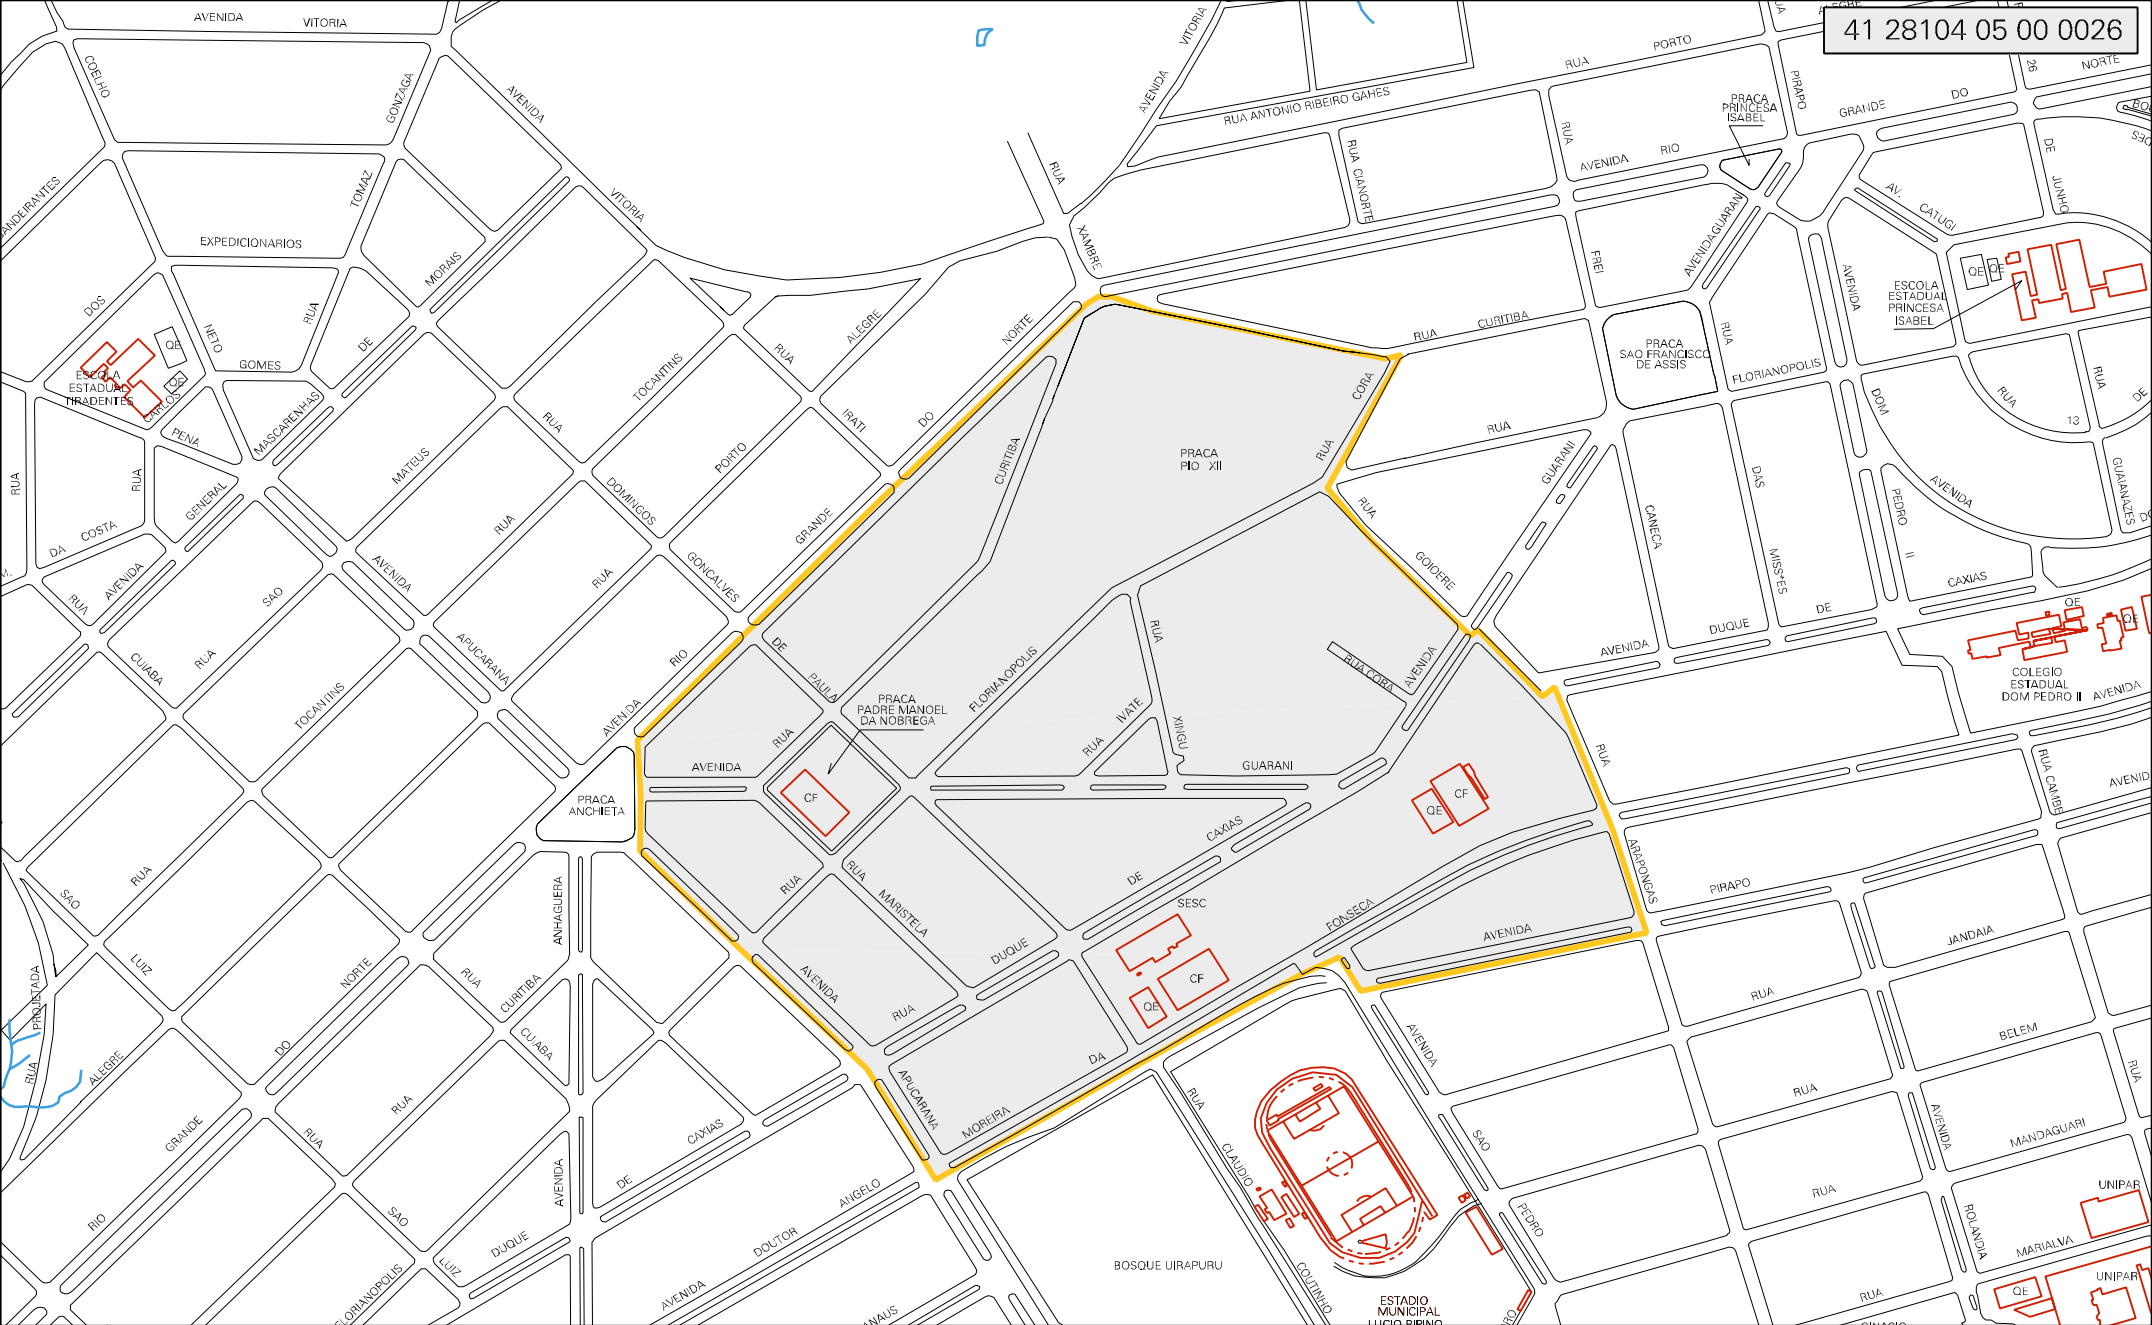 41 28104 05 00 0026
AVENIDA
VITORIA
COELHO
GONZAGA
AVENIDA
VITORIA
AVENIDA
VITORIA
RUA ANTONIO RIBEIRO GAHES
RUA
PORTO
PIRAPO
PRACA
PRINCESA
ISABEL
GRANDE
DO
NORTE
26
DE
JUNHO
RUA
XAMBRE
RUA CIANORTE
RUA
AVENIDA
RIO
AV.
CATUGI
TOMAZ
EXPEDICIONARIOS
MORAIS
DOS
NETO
RUA
DE
GOMES
QE
QE
ESCOLA
ESTADUAL
TIRADENTES
CARLOS
PENA
MASCARENHAS
RUA
RUA
GENERAL
DA
COSTA
AVENIDA
RUA
MATEUS
RUA
TOCANTINS
RUA
ALEGRE
IRATI
PORTO
DOMINGOS
RUA
RUA
GONCALVES
GRANDE
DO
NORTE
CURITIBA
PRACA
PIO XII
RUA
CORA
RUA
CURITIBA
FREI
AVENIDAGUARANI
PRACA
SAO FRANCISCO
DE ASSIS
RUA
FLORIANOPOLIS
AVENIDA
ESCOLA
ESTADUAL
PRINCESA
ISABEL
QE
QE
DOM
RUA
13
RUA
DE
GUAIANAZES
AVENIDA
PEDRO
II
RUA
GUARANI
CANECA
DAS
MISS*ES
RUA
GOIOERE
AVENIDA
DUQUE
DE
CAXIAS
QE
QE
COLEGIO
ESTADUAL
DOM PEDRO II
AVENIDA
AVENIDA
APUCARANA
SAO
RUA
CUIABA
TOCANTINS
RIO
AVENIDA
DE
PAULA
RUA
PRACA
PADRE MANOEL
DA NOBREGA
FLORIANOPOLIS
RUA
XINGU
RUA
IVATE
RUA CORA
AVENIDA
GUARANI
AVENIDA
CF
PRACA
ANCHIETA
RUA
RUA
MARISTELA
DUQUE
DE
CAXIAS
SESC
CF
QE
QE
CF
FONSECA
AVENIDA
RUA
ARAPONGAS
PIRAPO
RUA CAMBE
JANDAIA
RUA
BELEM
RUA
RUA
AVENIDA
MANDAGUARI
RUA
ROLANDIA
MARIALVA
UNIPAR
UNIPAR
QE
RUA
AVENIDA
APUCARANA
RUA
MOREIRA
DA
ANHAGUERA
AVENIDA
RUA
CURITIBA
CUIABA
NORTE
DO
RUA
SAO
LUIZ
PROJETADA
RUA
ALEGRE
GRANDE
RIO
RUA
RUA
SAO
LUIZ
FLORIANOPOLIS
DUQUE
DE
CAXIAS
AVENIDA
DOUTOR
ANGELO
RUA
CLAUDIO
COUTINHO
AVENIDA
SAO
PEDRO
BOSQUE UIRAPURU
ESTADIO
MUNICIPAL